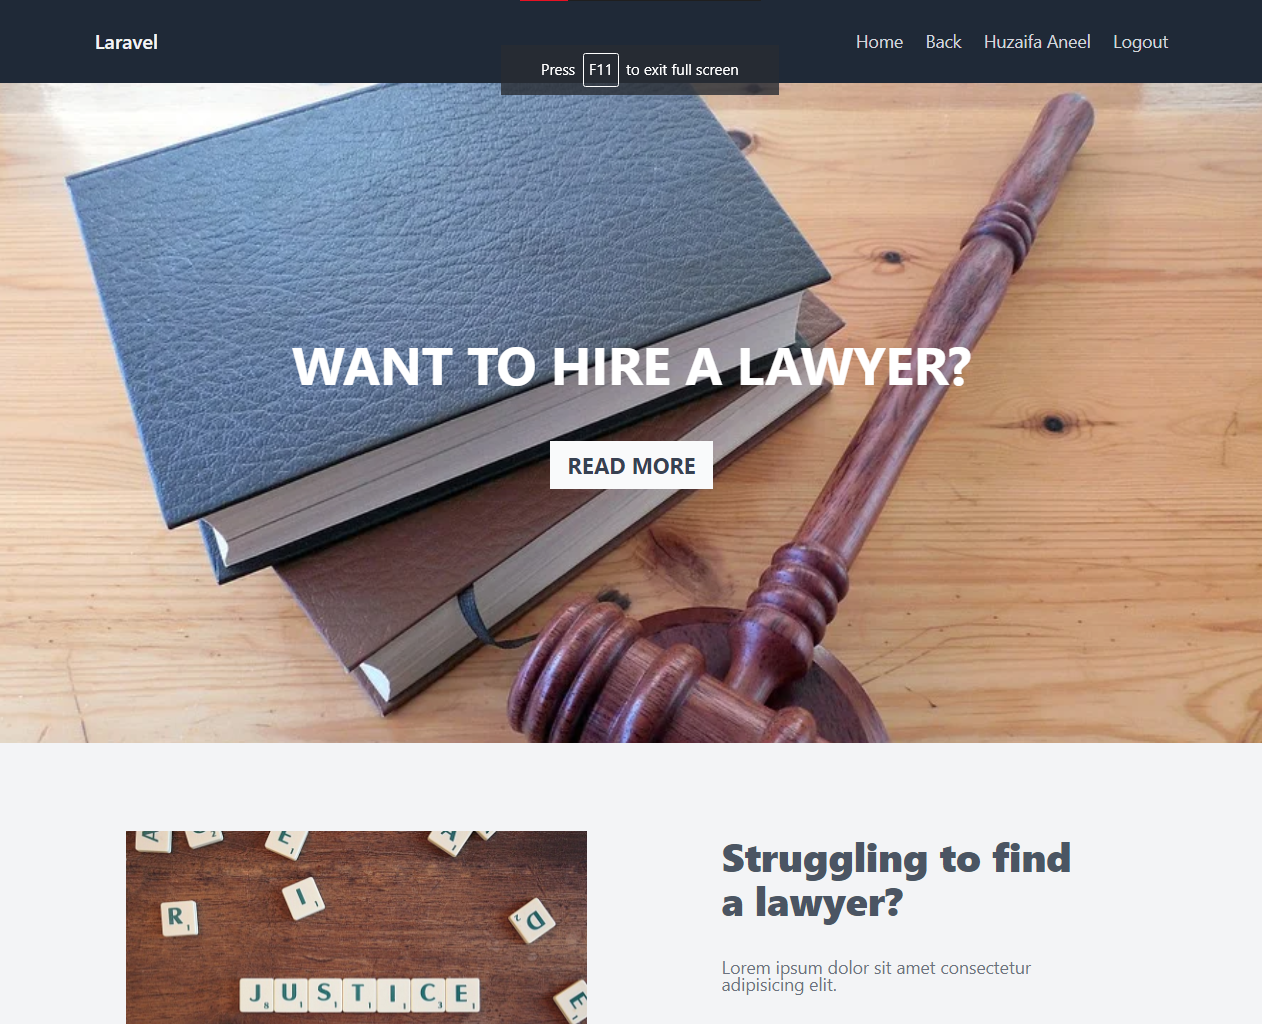 Laravel
Home Back Huzaifa Aneel Logout
Press F11 to exit full screen
WANT TO HIRE A LAWYER?
READ MORE
Struggling to find
a lawyer?
Lorem ipsum dolor sit amet consectetur
adipisicing elit.
A
E
A
I
R
D
JUSTICE
E